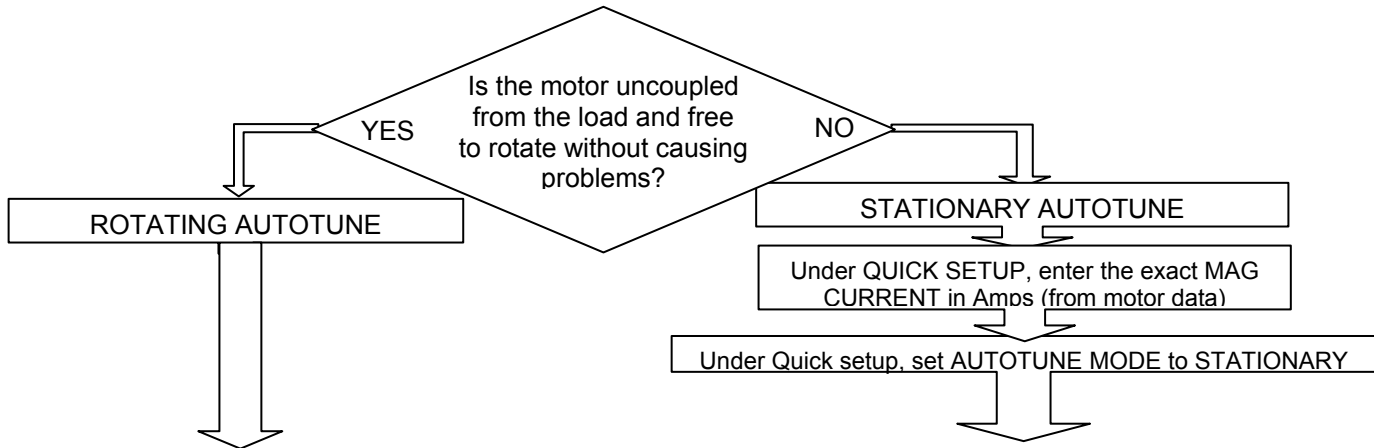 Is the motor uncoupled
from the load and free
to rotate without causing
problems?
YES
NO
ROTATING AUTOTUNE
STATIONARY AUTOTUNE
Under QUICK SETUP, enter the exact MAG
CURRENT in Amps (from motor data)
Under Quick setup, set AUTOTUNE MODE to STATIONARY